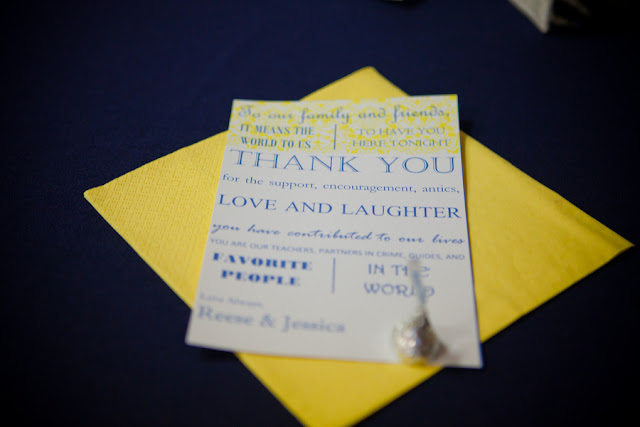 To our family and friends,
IT MEANS THE WORLD TO US
TO HAVE YOU HERE TONIGHT
THANK YOU
for the support, encouragement, antics,
LOVE AND LAUGHTER
you have contributed to our lives
YOU ARE OUR TEACHERS, PARTNERS IN CRIME, GUIDES, AND
FAVORITE PEOPLE
IN THE WORLD
Love Always,
Reese & Jessica